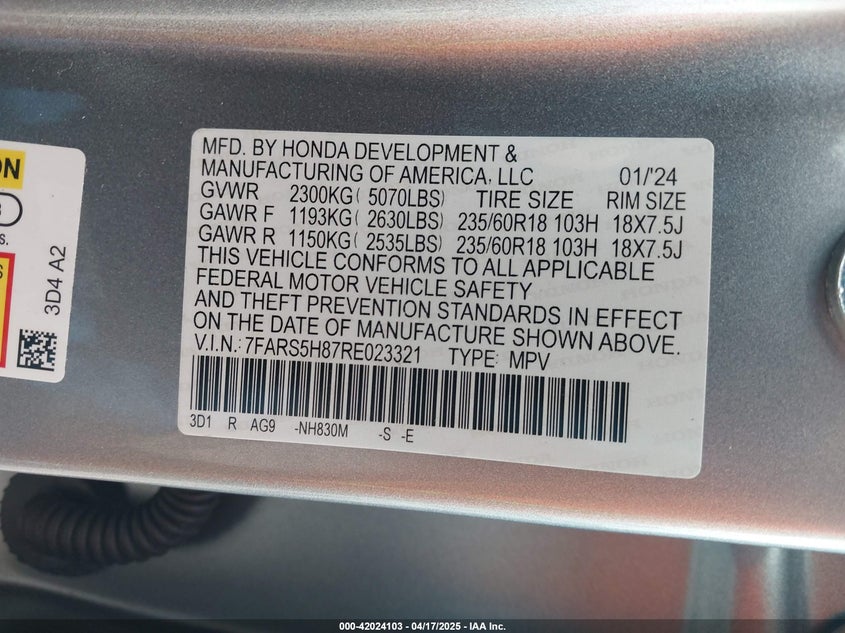 MFD. BY HONDA DEVELOPMENT &
MANUFACTURING OF AMERICA, LLC 01/'24
GVWR 2300KG( 5070LBS) TIRE SIZE RIM SIZE
GAWR F 1193KG( 2630LBS) 235/60R18 103H 18X7.5J
GAWR R 1150KG( 2535LBS) 235/60R18 103H 18X7.5J
THIS VEHICLE CONFORMS TO ALL APPLICABLE
FEDERAL MOTOR VEHICLE SAFETY
AND THEFT PREVENTION STANDARDS IN EFFECT
ON THE DATE OF MANUFACTURE SHOWN ABOVE.
V.I.N.: 7FARS5H87RE023321 TYPE: MPV
3D1 R AG9 -NH830M -S -E
3D4 A2
000-42024103 - 04/17/2025 - IAA Inc.